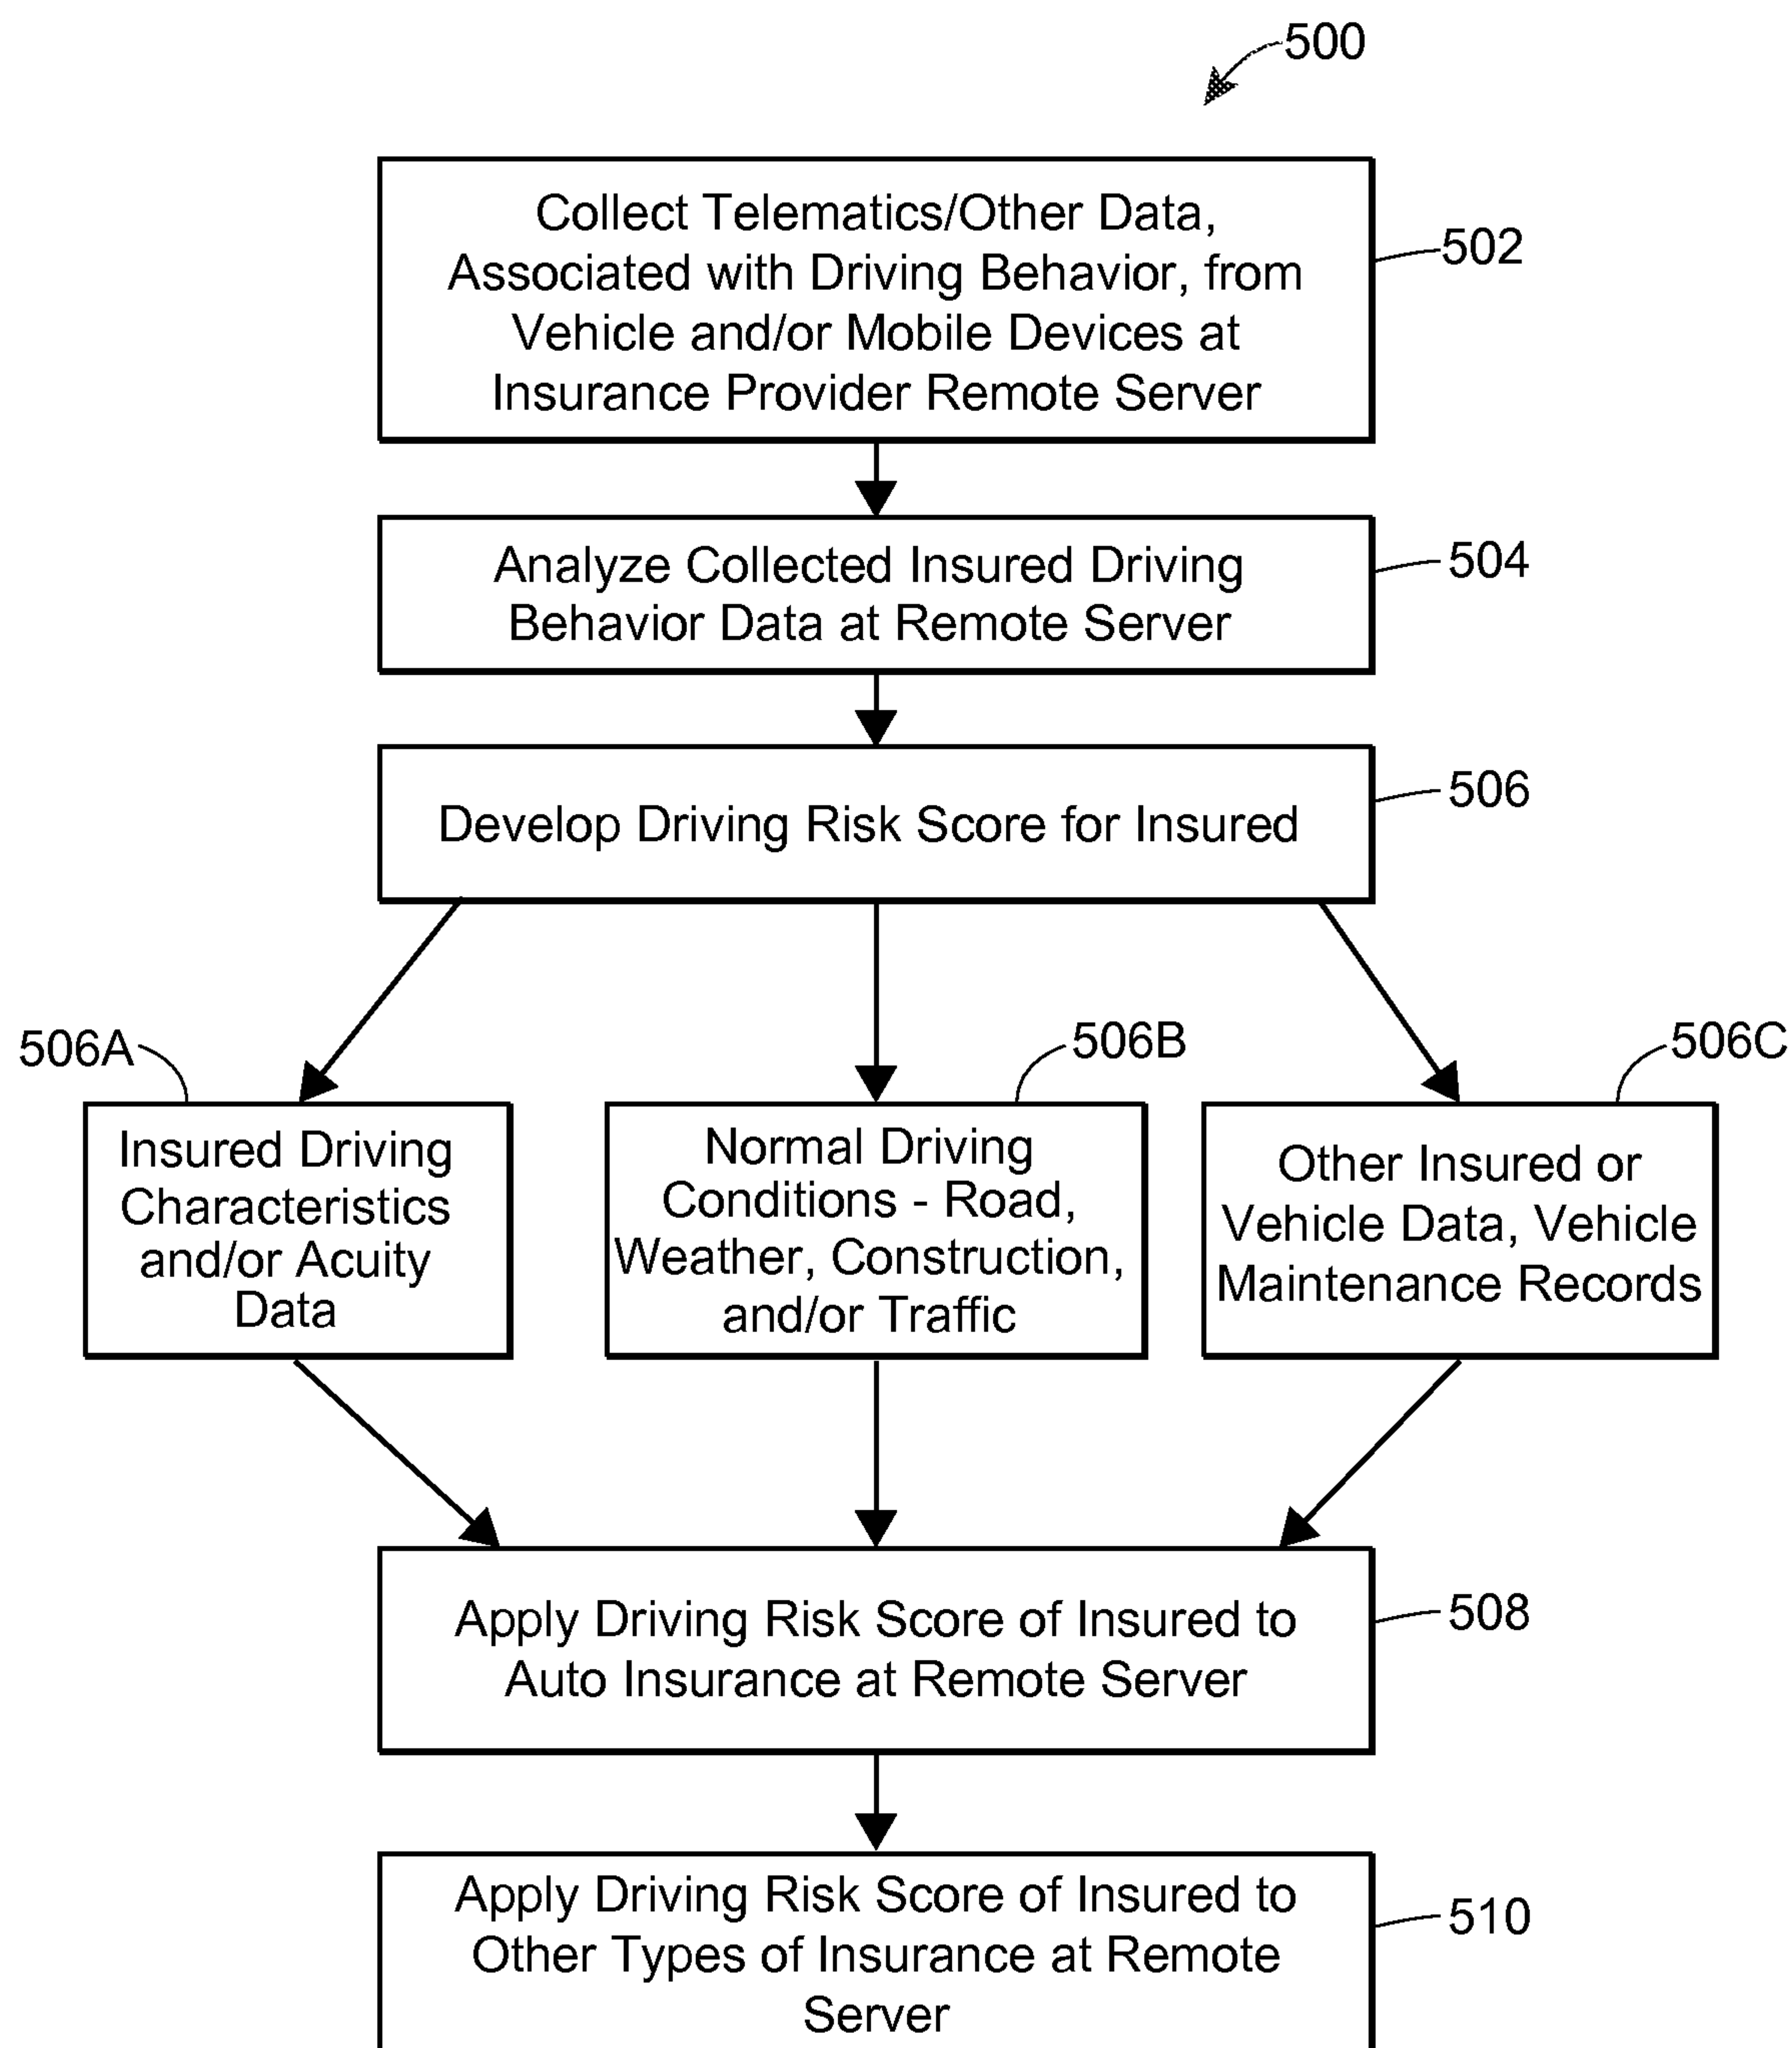 500
Collect Telematics/Other Data,
Associated with Driving Behavior, from
Vehicle and/or Mobile Devices at
Insurance Provider Remote Server
502
Analyze Collected Insured Driving
Behavior Data at Remote Server
504
Develop Driving Risk Score for Insured
506
506A
Insured Driving
Characteristics
and/or Acuity
Data
506B
Normal Driving
Conditions - Road,
Weather, Construction,
and/or Traffic
506C
Other Insured or
Vehicle Data, Vehicle
Maintenance Records
Apply Driving Risk Score of Insured to
Auto Insurance at Remote Server
508
Apply Driving Risk Score of Insured to
Other Types of Insurance at Remote
Server
510